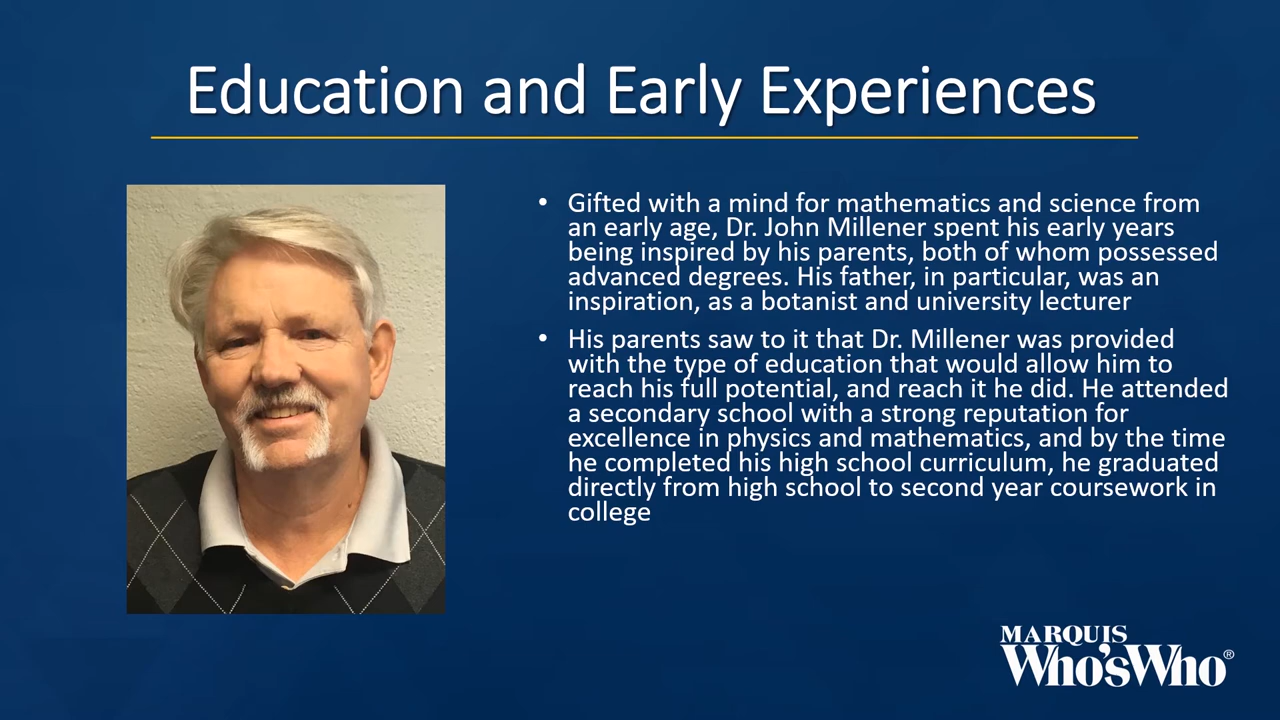 Education and Early Experiences
• Gifted with a mind for mathematics and science from
an early age, Dr. John Millener spent his early years
being inspired by his parents, both of whom possessed
advanced degrees. His father, in particular, was an
inspiration, as a botanist and university lecturer
• His parents saw to it that Dr. Millener was provided
with the type of education that would allow him to
reach his full potential, and reach it he did. He attended
a secondary school with a strong reputation for
excellence in physics and mathematics, and by the time
he completed his high school curriculum, he graduated
directly from high school to second year coursework in
college
MARQUIS
Who'sWho®